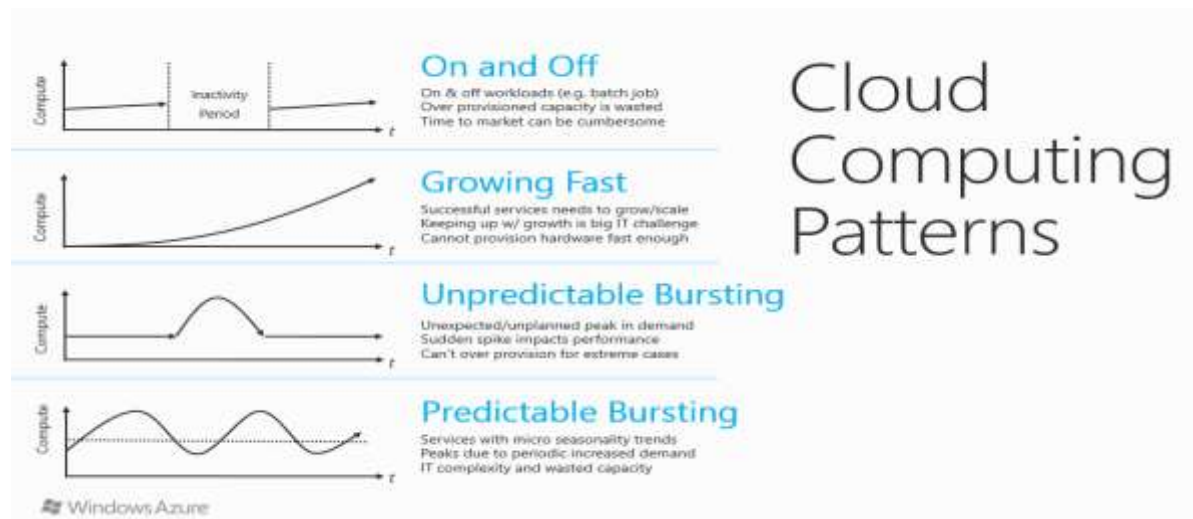 Cloud
Computing
Patterns
On and Off
On & off workloads (e.g. batch job)
Over provisioned capacity is wasted
Time to market can be cumbersome
Compute
Inactivity
Period
t
Growing Fast
Successful services needs to grow/scale
Keeping up w/ growth is big IT challenge
Cannot provision hardware fast enough
Compute
t
Unpredictable Bursting
Unexpected/unplanned peak in demand
Sudden spike impacts performance
Can't over provision for extreme cases
Compute
t
Predictable Bursting
Services with micro seasonality trends
Peaks due to periodic increased demand
IT complexity and wasted capacity
Compute
t
Windows Azure